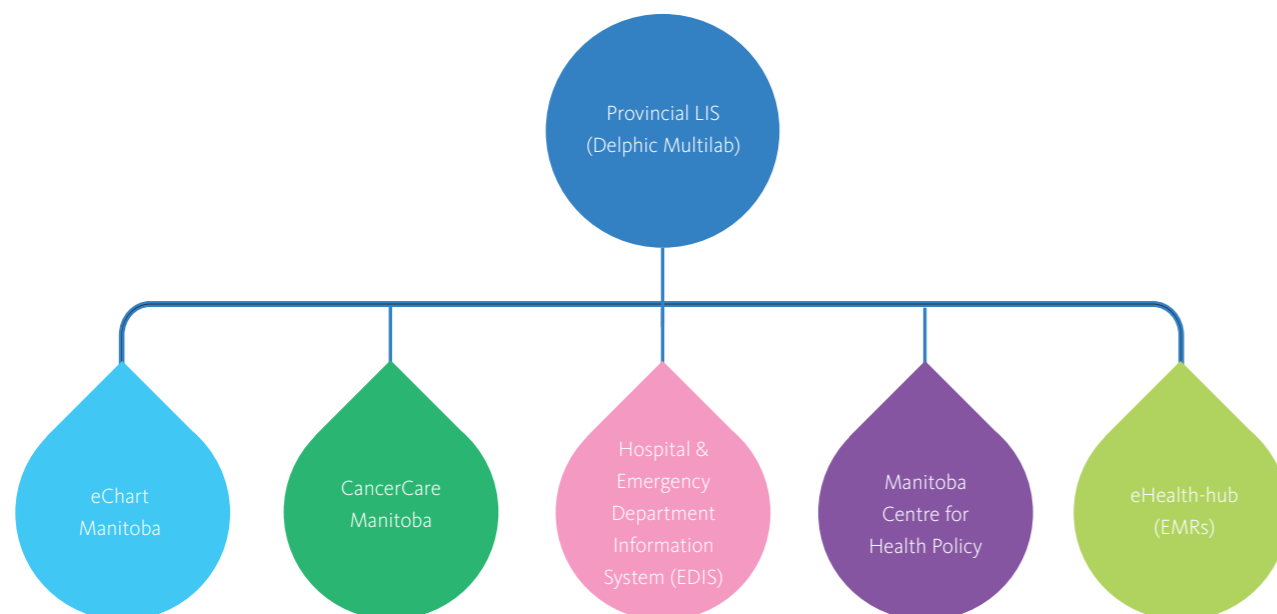 Provincial LIS
(Delphic Multilab)
eChart
Manitoba
CancerCare
Manitoba
Hospital &
Emergency
Department
Information
System (EDIS)
Manitoba
Centre for
Health Policy
eHealth-hub
(EMRs)